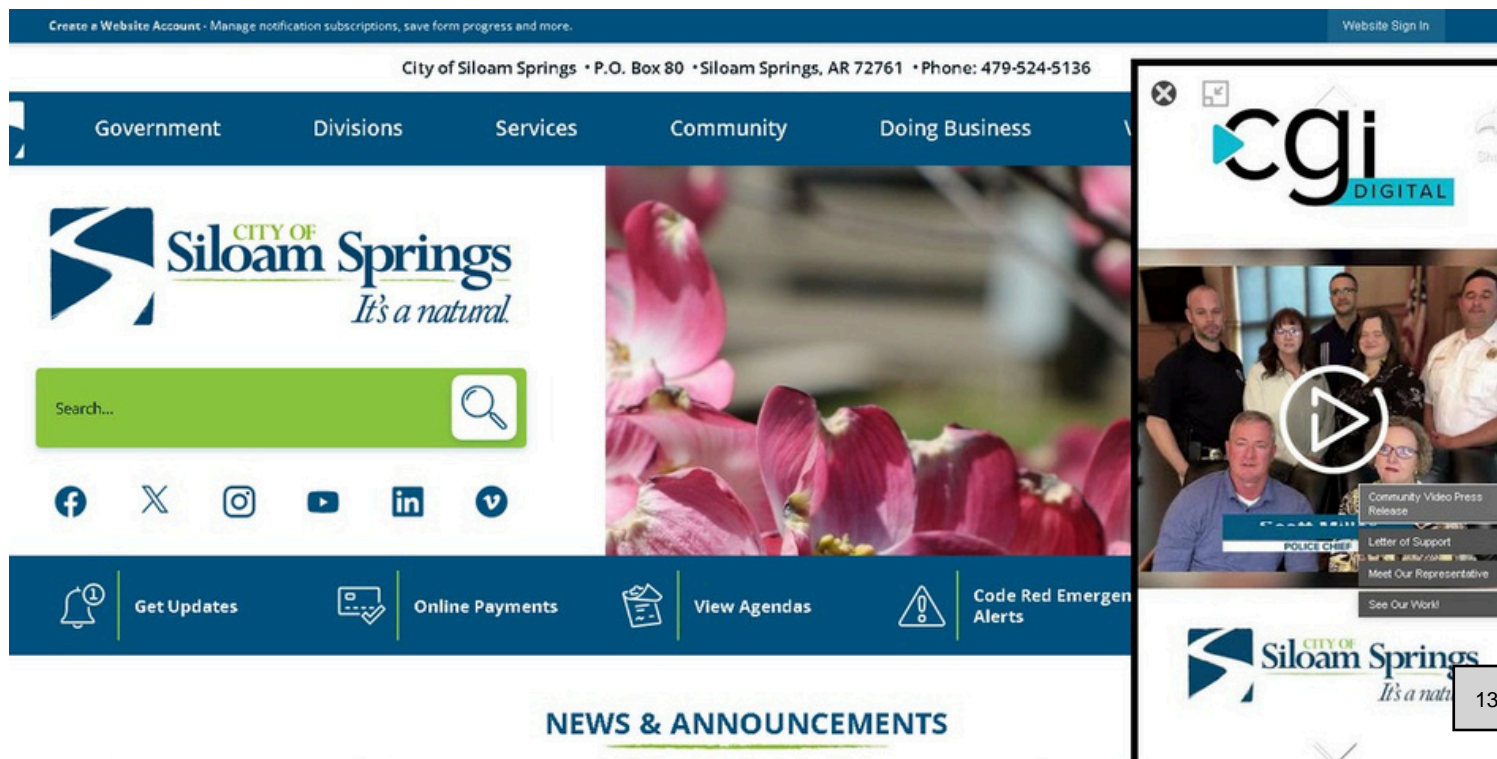 Create a Website Account - Manage notification subscriptions, save form progress and more.
Website Sign In
City of Siloam Springs • P.O. Box 80 • Siloam Springs, AR 72761 • Phone: 479-524-5136
Government
Divisions
Services
Community
Doing Business
cgi
DIGITAL
CITY OF
Siloam Springs
It's a natural.
Search...
Get Updates
Online Payments
View Agendas
Code Red Emergen
Alerts
Community Video Press
Release
Letter of Support
Meet Our Representative
See Our Work!
POLICE CHIEF
CITY OF
Siloam Springs
It's a natu
13
NEWS & ANNOUNCEMENTS